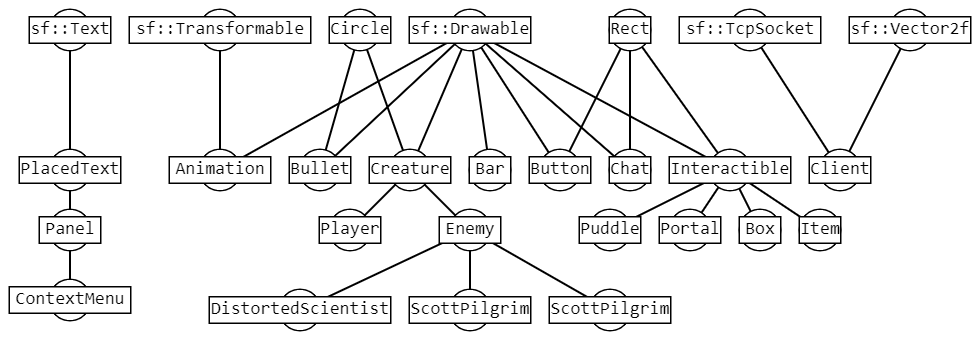 sf::Text sf::Transformable Circle sf::Drawable Rect sf::TcpSocket sf::Vector2f
PlacedText Animation Bullet Creature Bar Button Chat Interactible Client
Panel Player Enemy Puddle Portal Box Item
ContextMenu DistortedScientist ScottPilgrim ScottPilgrim